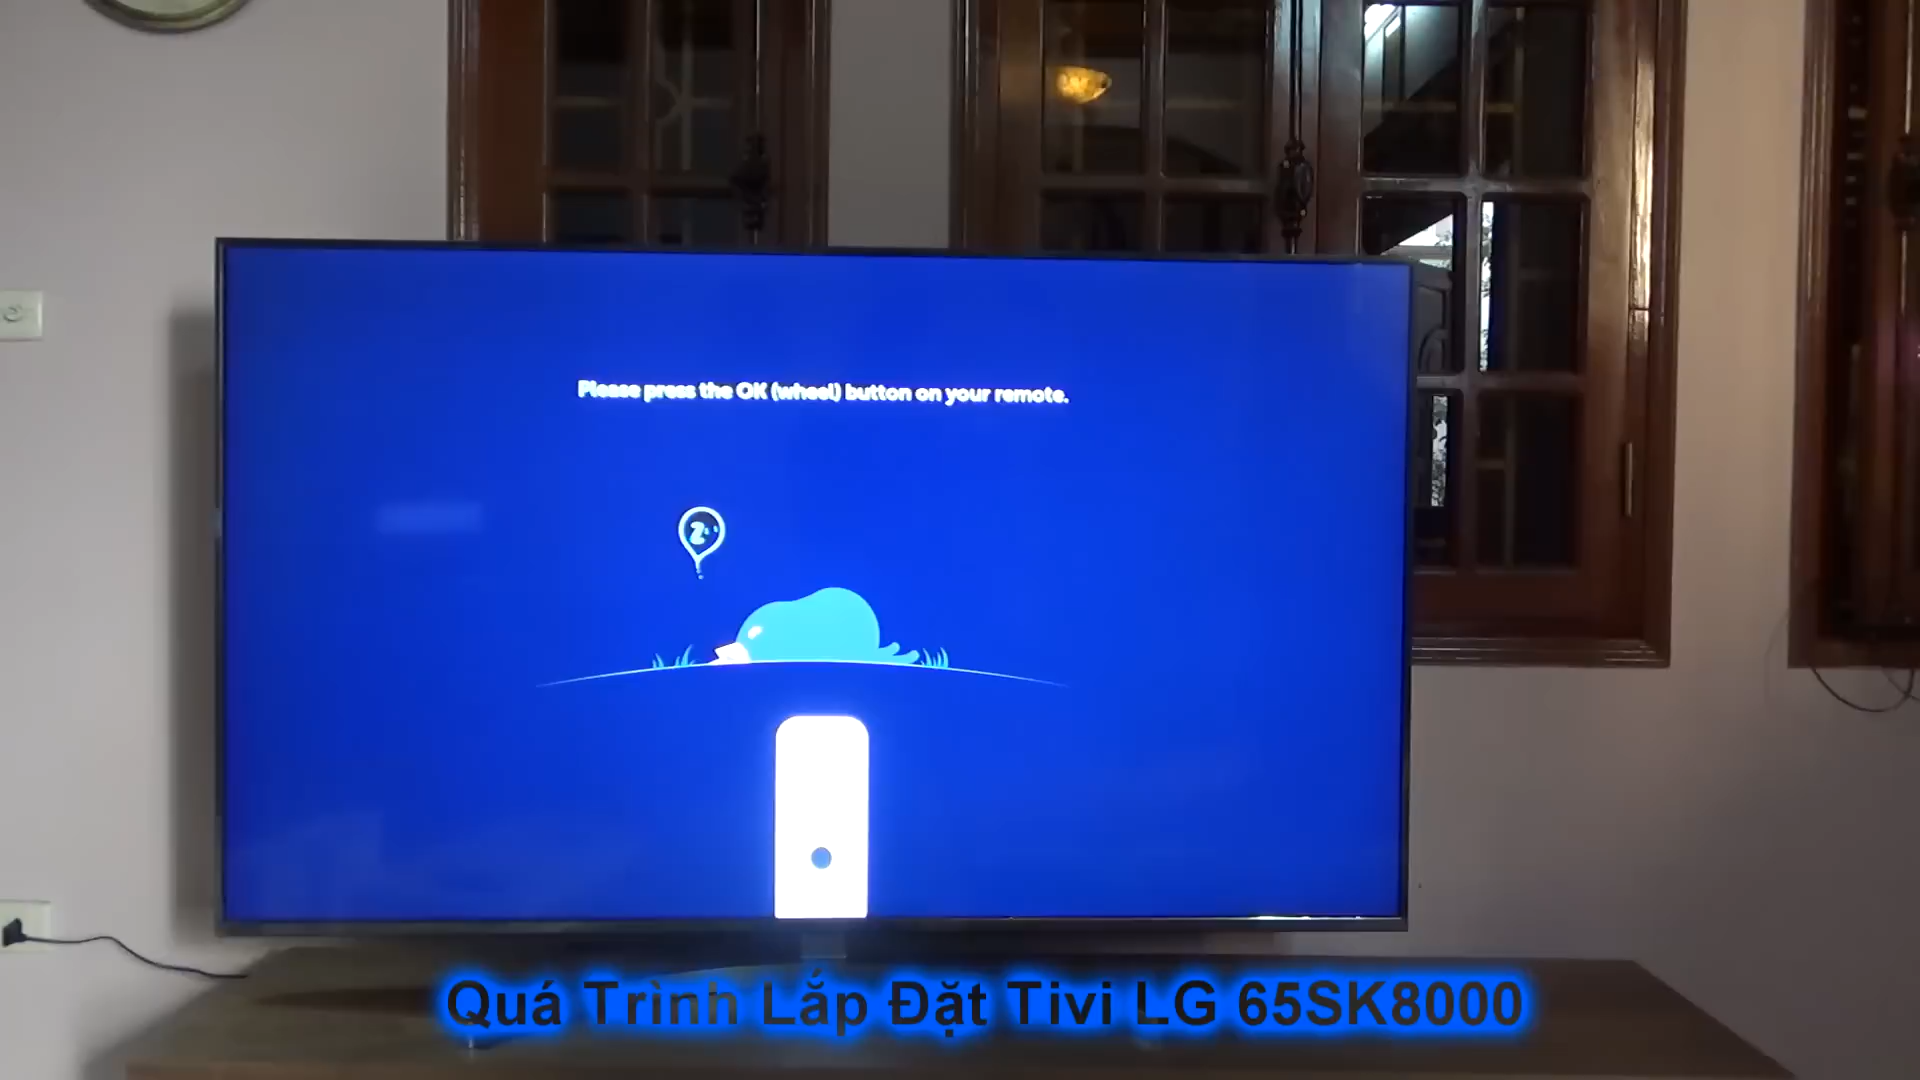 Please press the OK (wheel) button on your remote.
Z
Quá Trình Lắp Đặt Tivi LG 65SK8000